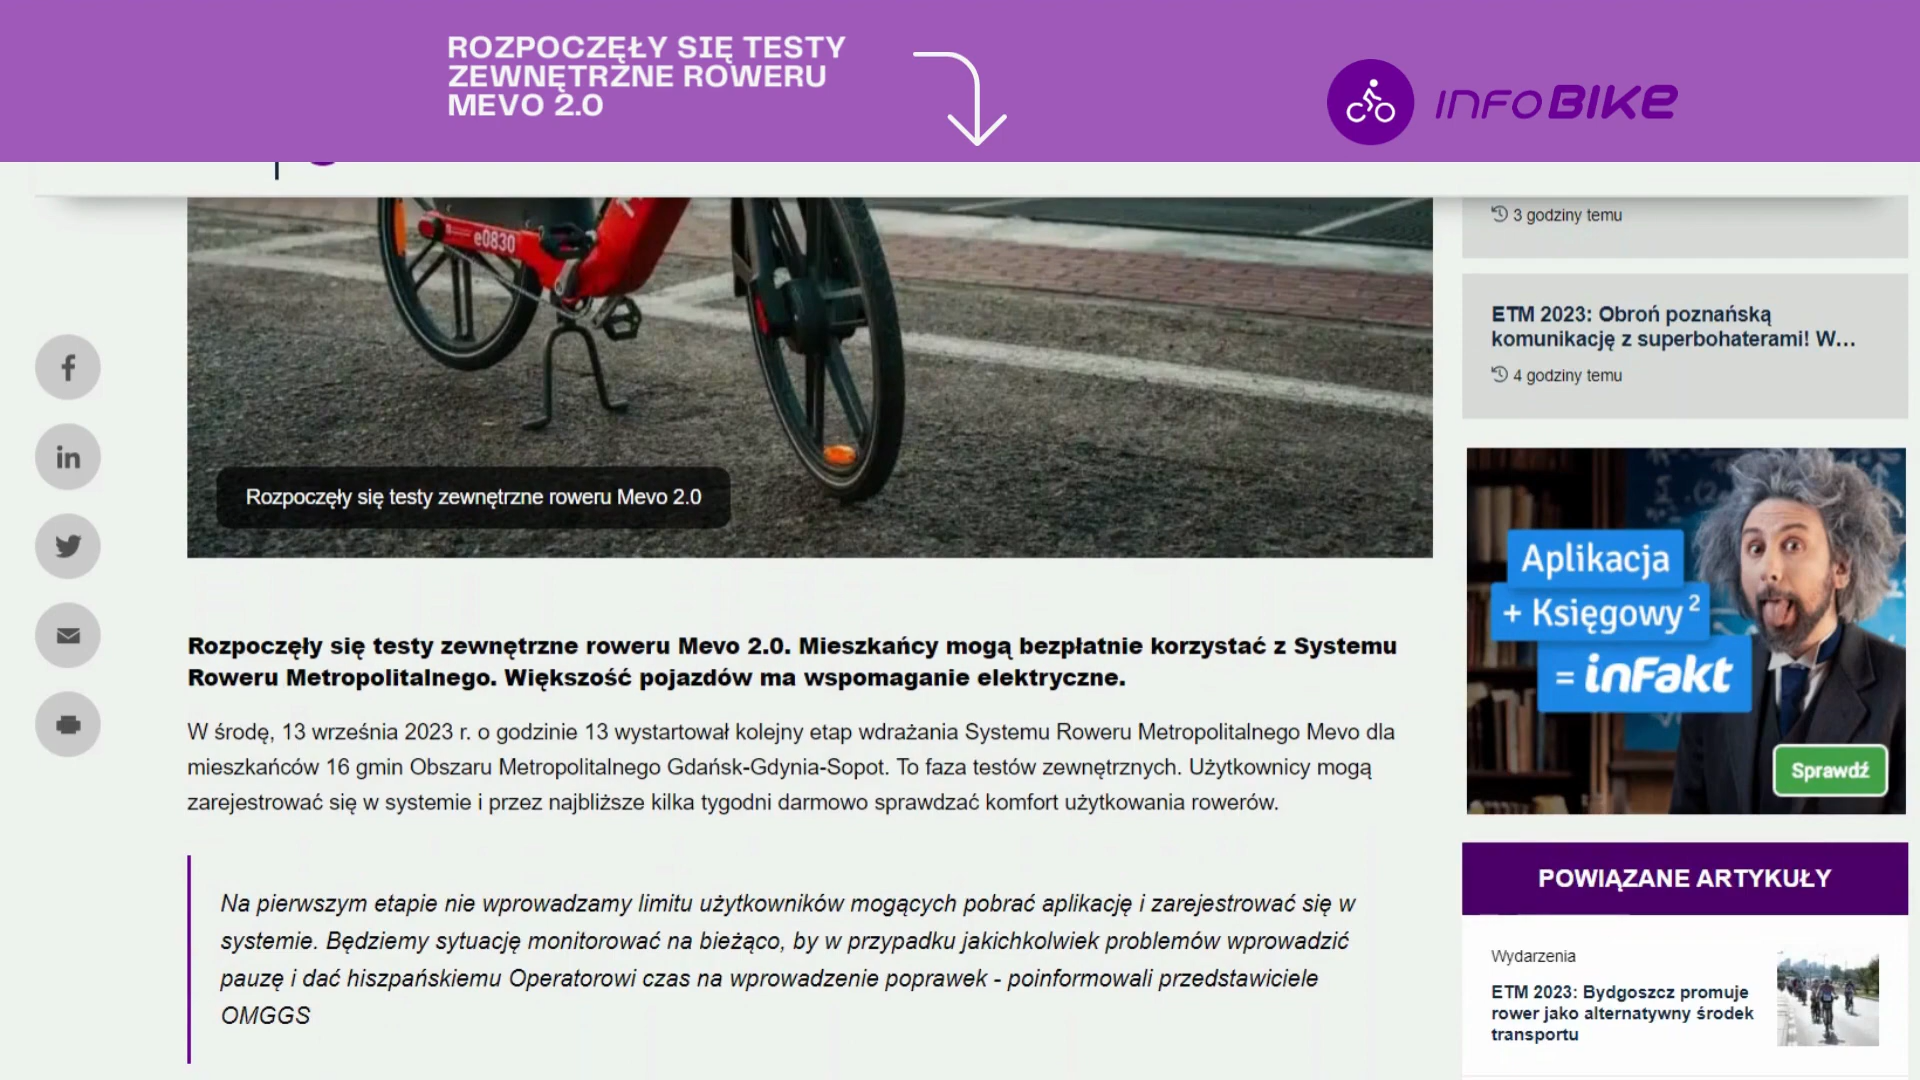 ROZPOCZĘŁY SIĘ TESTY
ZEWNĘTRZNE ROWERU
MEVO 2.0
INFO BIKE
e0830
3 godziny temu
ETM 2023: Obroń poznańską
komunikację z superbohaterami! W...
4 godziny temu
Rozpoczęły się testy zewnętrzne roweru Mevo 2.0
Aplikacja
+ Księgowy²
= inFakt
Sprawdź
Rozpoczęły się testy zewnętrzne roweru Mevo 2.0. Mieszkańcy mogą bezpłatnie korzystać z Systemu
Roweru Metropolitalnego. Większość pojazdów ma wspomaganie elektryczne.
W środę, 13 września 2023 r. o godzinie 13 wystartował kolejny etap wdrażania Systemu Roweru Metropolitalnego Mevo dla
mieszkańców 16 gmin Obszaru Metropolitalnego Gdańsk-Gdynia-Sopot. To faza testów zewnętrznych. Użytkownicy mogą
zarejestrować się w systemie i przez najbliższe kilka tygodni darmowo sprawdzać komfort użytkowania rowerów.
Na pierwszym etapie nie wprowadzamy limitu użytkowników mogących pobrać aplikację i zarejestrować się w
systemie. Będziemy sytuację monitorować na bieżąco, by w przypadku jakichkolwiek problemów wprowadzić
pauzę i dać hiszpańskiemu Operatorowi czas na wprowadzenie poprawek - poinformowali przedstawiciele
OMGGS
POWIĄZANE ARTYKUŁY
Wydarzenia
ETM 2023: Bydgoszcz promuje
rower jako alternatywny środek
transportu